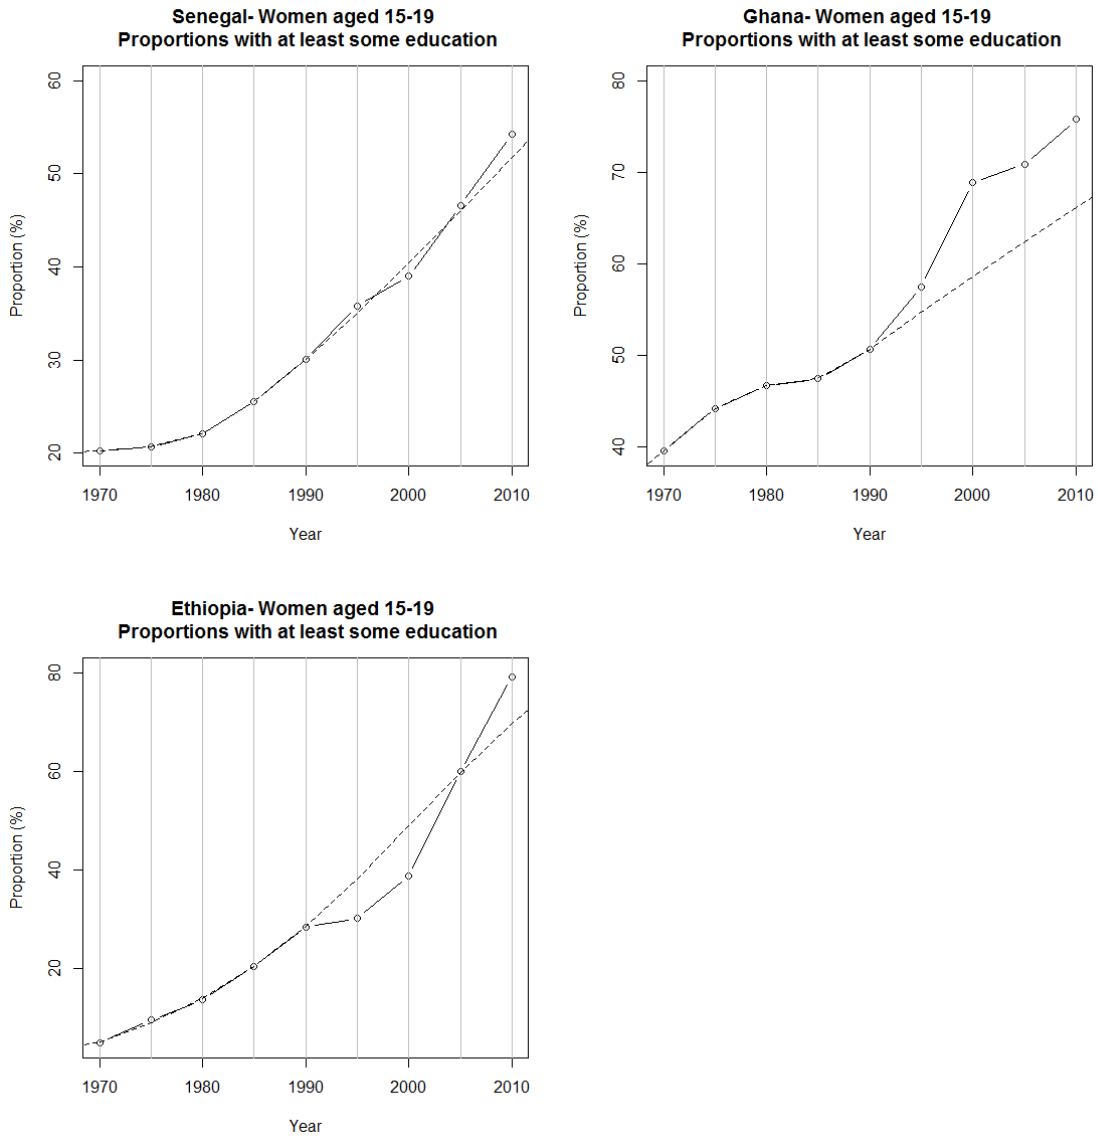 Senegal- Women aged 15-19
Proportions with at least some education
Proportion (%)
60
50
40
30
20
1970 1980 1990 2000 2010
Year
Ghana- Women aged 15-19
Proportions with at least some education
Proportion (%)
80
70
60
50
40
1970 1980 1990 2000 2010
Year
Ethiopia- Women aged 15-19
Proportions with at least some education
Proportion (%)
80
60
40
20
1970 1980 1990 2000 2010
Year